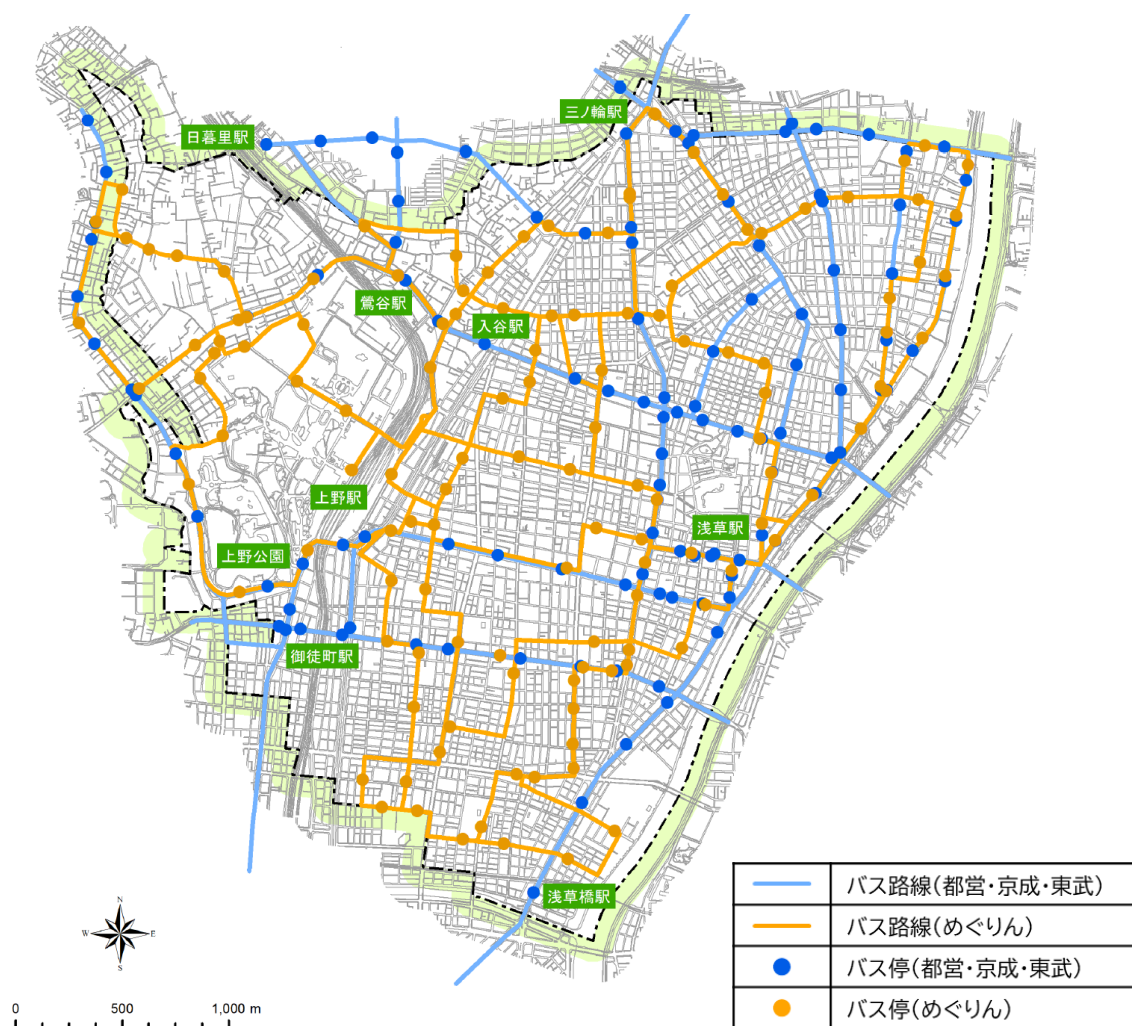 三ノ輪駅
日暮里駅
鶯谷駅
入谷駅
上野駅
浅草駅
上野公園
御徒町駅
浅草橋駅
N
W E
S
0 500 1,000 m
バス路線(都営・京成・東武)
バス路線(めぐりん)
バス停(都営・京成・東武)
バス停(めぐりん)